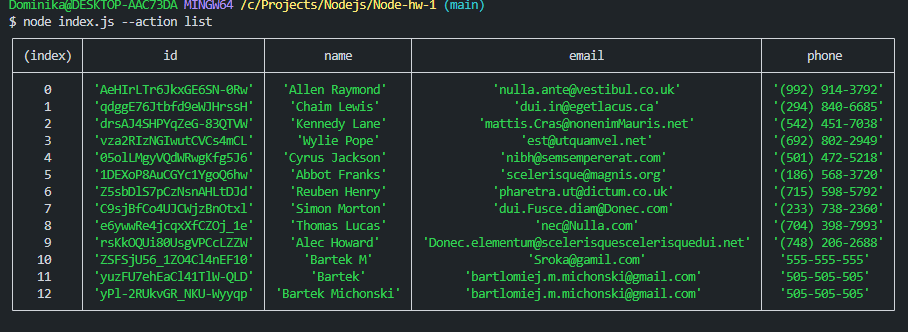 Dominika@DESKTOP-AAC73DA MINGW64 /c/Projects/Nodejs/Node-hw-1 (main)
$ node index.js --action list
(index) id name email phone
0 'AeHIrLTr6JkxGE6SN-0Rw' 'Allen Raymond' 'nulla.ante@vestibul.co.uk' '(992) 914-3792'
1 'qdggE76Jtbfd9eWJHrssH' 'Chaim Lewis' 'dui.in@egetlacus.ca' '(294) 840-6685'
2 'drsAJ4SHPYqZeG-83QTVW' 'Kennedy Lane' 'mattis.Cras@nonenimMauris.net' '(542) 451-7038'
3 'vza2RIzNGIwutCVCs4mCL' 'Wylie Pope' 'est@utquamvel.net' '(692) 802-2949'
4 '05olLMgyVQdWRwgKfg5J6' 'Cyrus Jackson' 'nibh@semsempererat.com' '(501) 472-5218'
5 '1DEXoP8AuCGYc1YgoQ6hw' 'Abbot Franks' 'scelerisque@magnis.org' '(186) 568-3720'
6 'Z5sbDlS7pCzNsnAHLtDJd' 'Reuben Henry' 'pharetra.ut@dictum.co.uk' '(715) 598-5792'
7 'C9sjBfCo4UJCWjzBnOtxl' 'Simon Morton' 'dui.Fusce.diam@Donec.com' '(233) 738-2360'
8 'e6ywwRe4jcqxXfCZOj_1e' 'Thomas Lucas' 'nec@Nulla.com' '(704) 398-7993'
9 'rsKkOQUi80UsgVPCcLZZW' 'Alec Howard' 'Donec.elementum@scelerisquescelerisquedui.net' '(748) 206-2688'
10 'ZSFSjU56_1ZO4Cl4nEF10' 'Bartek M' 'Sroka@gamil.com' '555-555-555'
11 'yuzFU7ehEaCl41TlW-QLD' 'Bartek' 'bartlomiej.m.michonski@gmail.com' '505-505-505'
12 'yPl-2RUkvGR_NKU-Wyyqp' 'Bartek Michonski' 'bartlomiej.m.michonski@gmail.com' '505-505-505'